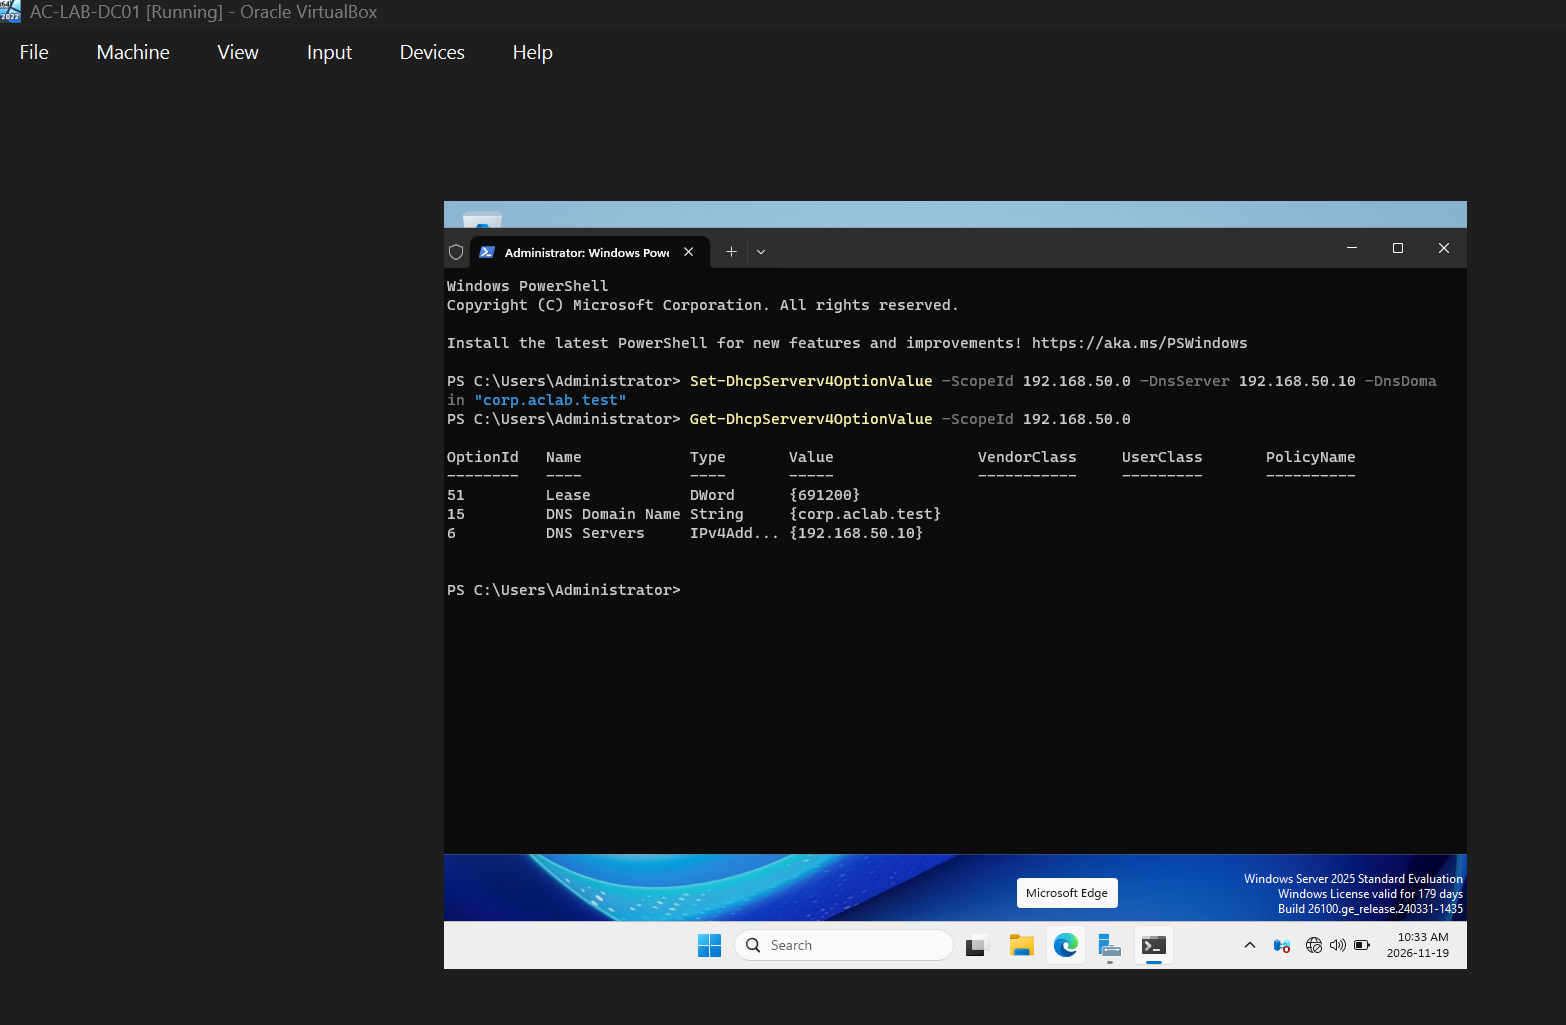 AC-LAB-DC01 [Running] - Oracle VirtualBox
File Machine View Input Devices Help
Administrator: Windows Powe
Windows PowerShell
Copyright (C) Microsoft Corporation. All rights reserved.
Install the latest PowerShell for new features and improvements! https://aka.ms/PSWindows
PS C:\Users\Administrator> Set-DhcpServerv4OptionValue -ScopeId 192.168.50.0 -DnsServer 192.168.50.10 -DnsDoma
in "corp.aclab.test"
PS C:\Users\Administrator> Get-DhcpServerv4OptionValue -ScopeId 192.168.50.0
OptionId Name Type Value VendorClass UserClass PolicyName
-------- ---- ---- ----- ----------- --------- ----------
51 Lease DWord {691200}
15 DNS Domain Name String {corp.aclab.test}
6 DNS Servers IPv4Add... {192.168.50.10}
PS C:\Users\Administrator>
Microsoft Edge
Windows Server 2025 Standard Evaluation
Windows License valid for 179 days
Build 26100.ge_release.240331-1435
Search
10:33 AM
2026-11-19